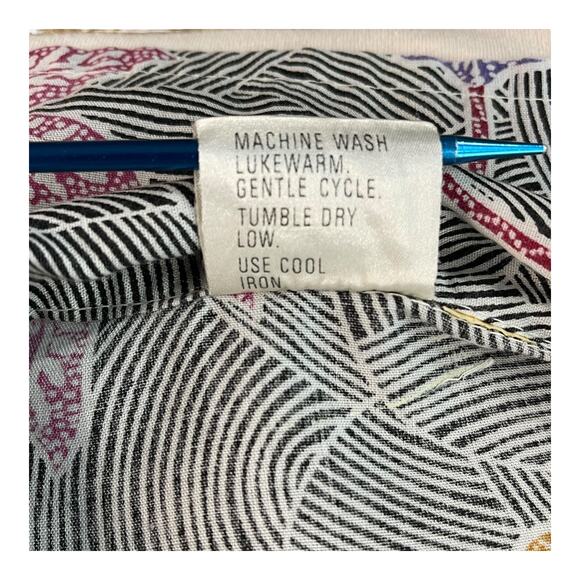 MACHINE WASH
LUKEWARM.
GENTLE CYCLE.
TUMBLE DRY
LOW.
USE COOL
IRON